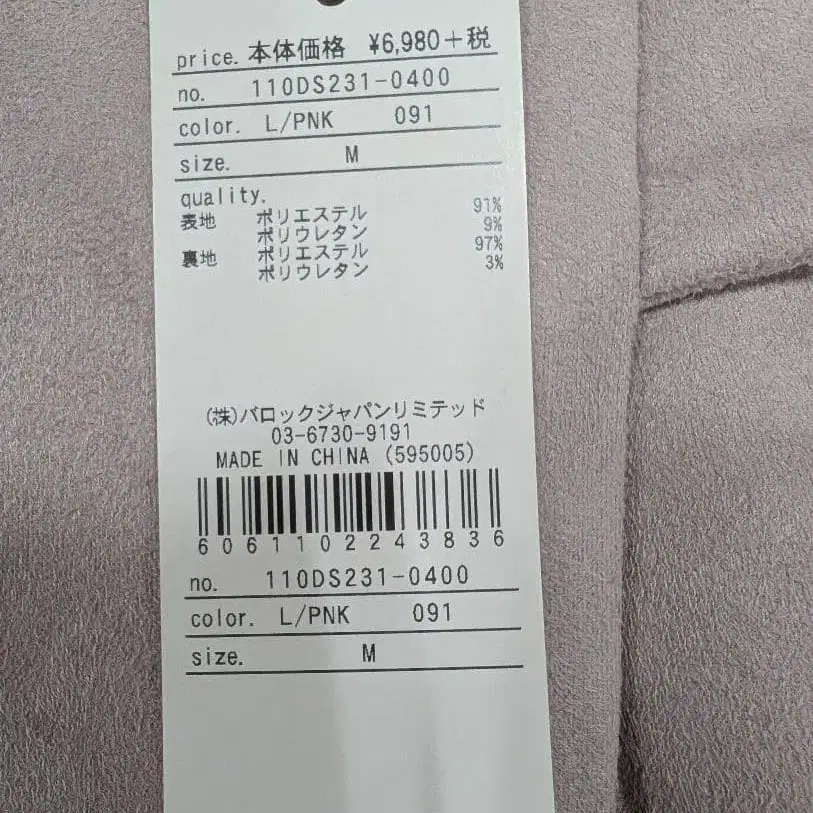 price. 本体価格 ¥6,980+税
no. 110DS231-0400
color. L/PNK 091
size. M
quality.
表地 ポリエステル 91%
ポリウレタン 9%
裏地 ポリエステル 97%
ポリウレタン 3%
(株)バロックジャパンリミテッド
03-6730-9191
MADE IN CHINA (595005)
6061102243836
no. 110DS231-0400
color. L/PNK 091
size. M